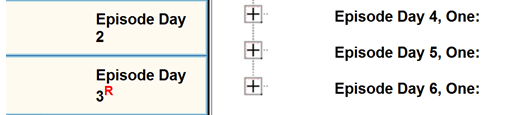 Episode Day
2
Episode Day
3R
Episode Day 4, One:
Episode Day 5, One:
Episode Day 6, One: